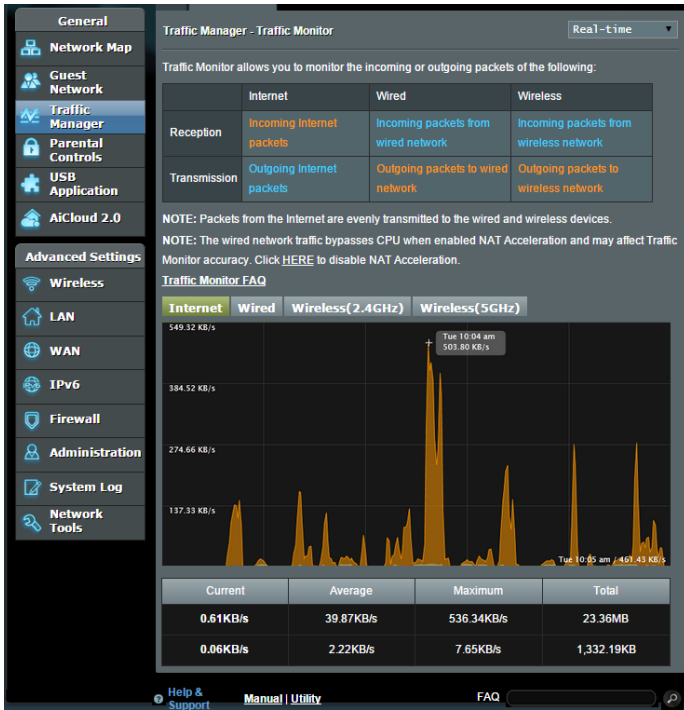 General
Network Map
Guest
Network
Traffic
Manager
Parental
Controls
USB
Application
AiCloud 2.0
Advanced Settings
Wireless
LAN
WAN
IPv6
Firewall
Administration
System Log
Network
Tools
Traffic Manager - Traffic Monitor
Real-time
Traffic Monitor allows you to monitor the incoming or outgoing packets of the following:
Internet Wired Wireless
Reception
Incoming Internet
packets
Incoming packets from
wired network
Incoming packets from
wireless network
Transmission
Outgoing Internet
packets
Outgoing packets to wired
network
Outgoing packets to
wireless network
NOTE: Packets from the Internet are evenly transmitted to the wired and wireless devices.
NOTE: The wired network traffic bypasses CPU when enabled NAT Acceleration and may affect Traffic
Monitor accuracy. Click HERE to disable NAT Acceleration.
Traffic Monitor FAQ
Internet Wired Wireless(2.4GHz) Wireless(5GHz)
549.32 KB/s
Tue 10:04 am
503.80 KB/s
384.52 KB/s
274.66 KB/s
137.33 KB/s
Tue 10:05 am / 461.43 KB/s
Current Average Maximum Total
0.61KB/s 39.87KB/s 536.34KB/s 23.36MB
0.06KB/s 2.22KB/s 7.65KB/s 1,332.19KB
Help &
Support
Manual | Utility
FAQ